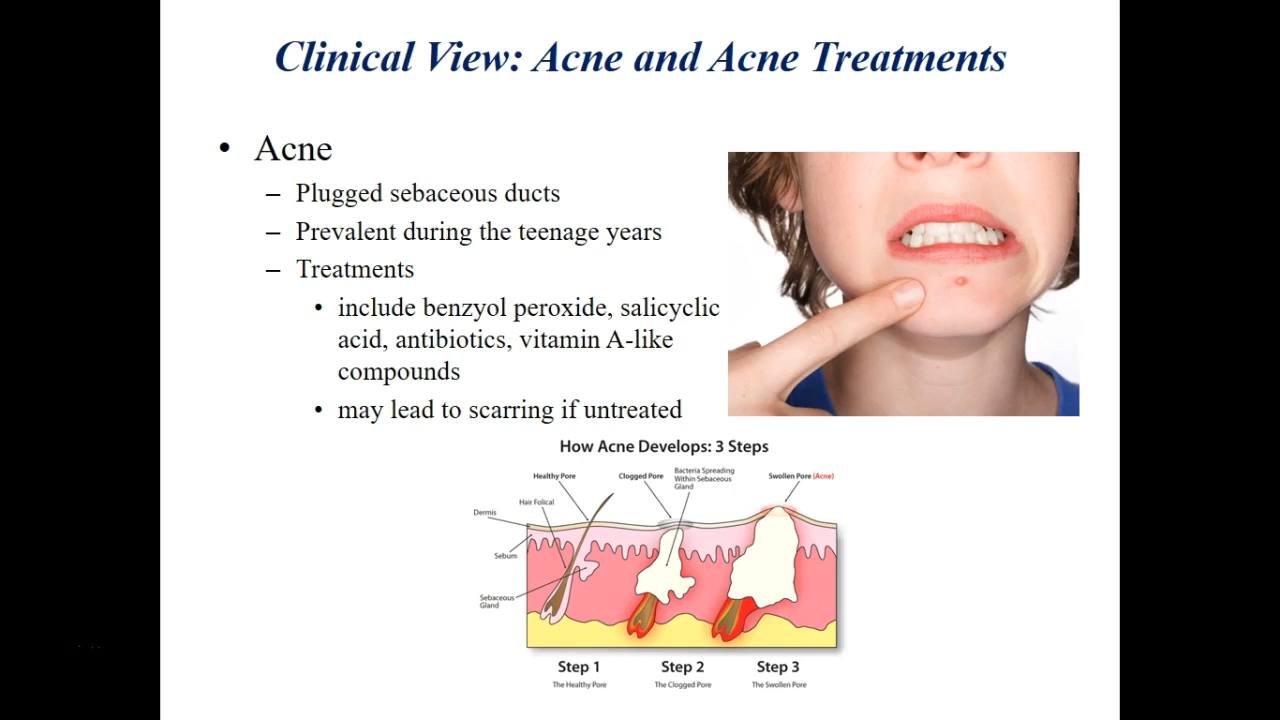 Clinical View: Acne and Acne Treatments
• Acne
– Plugged sebaceous ducts
– Prevalent during the teenage years
– Treatments
• include benzyol peroxide, salicyclic
acid, antibiotics, vitamin A-like
compounds
• may lead to scarring if untreated
How Acne Develops: 3 Steps
Healthy Pore
Clogged Pore
Bacteria Spreading
Within Sebaceous
Gland
Swollen Pore (Acne)
Hair Folical
Dermis
Sebum
Sebaceous
Gland
Step 1
The Healthy Pore
Step 2
The Clogged Pore
Step 3
The Swollen Pore